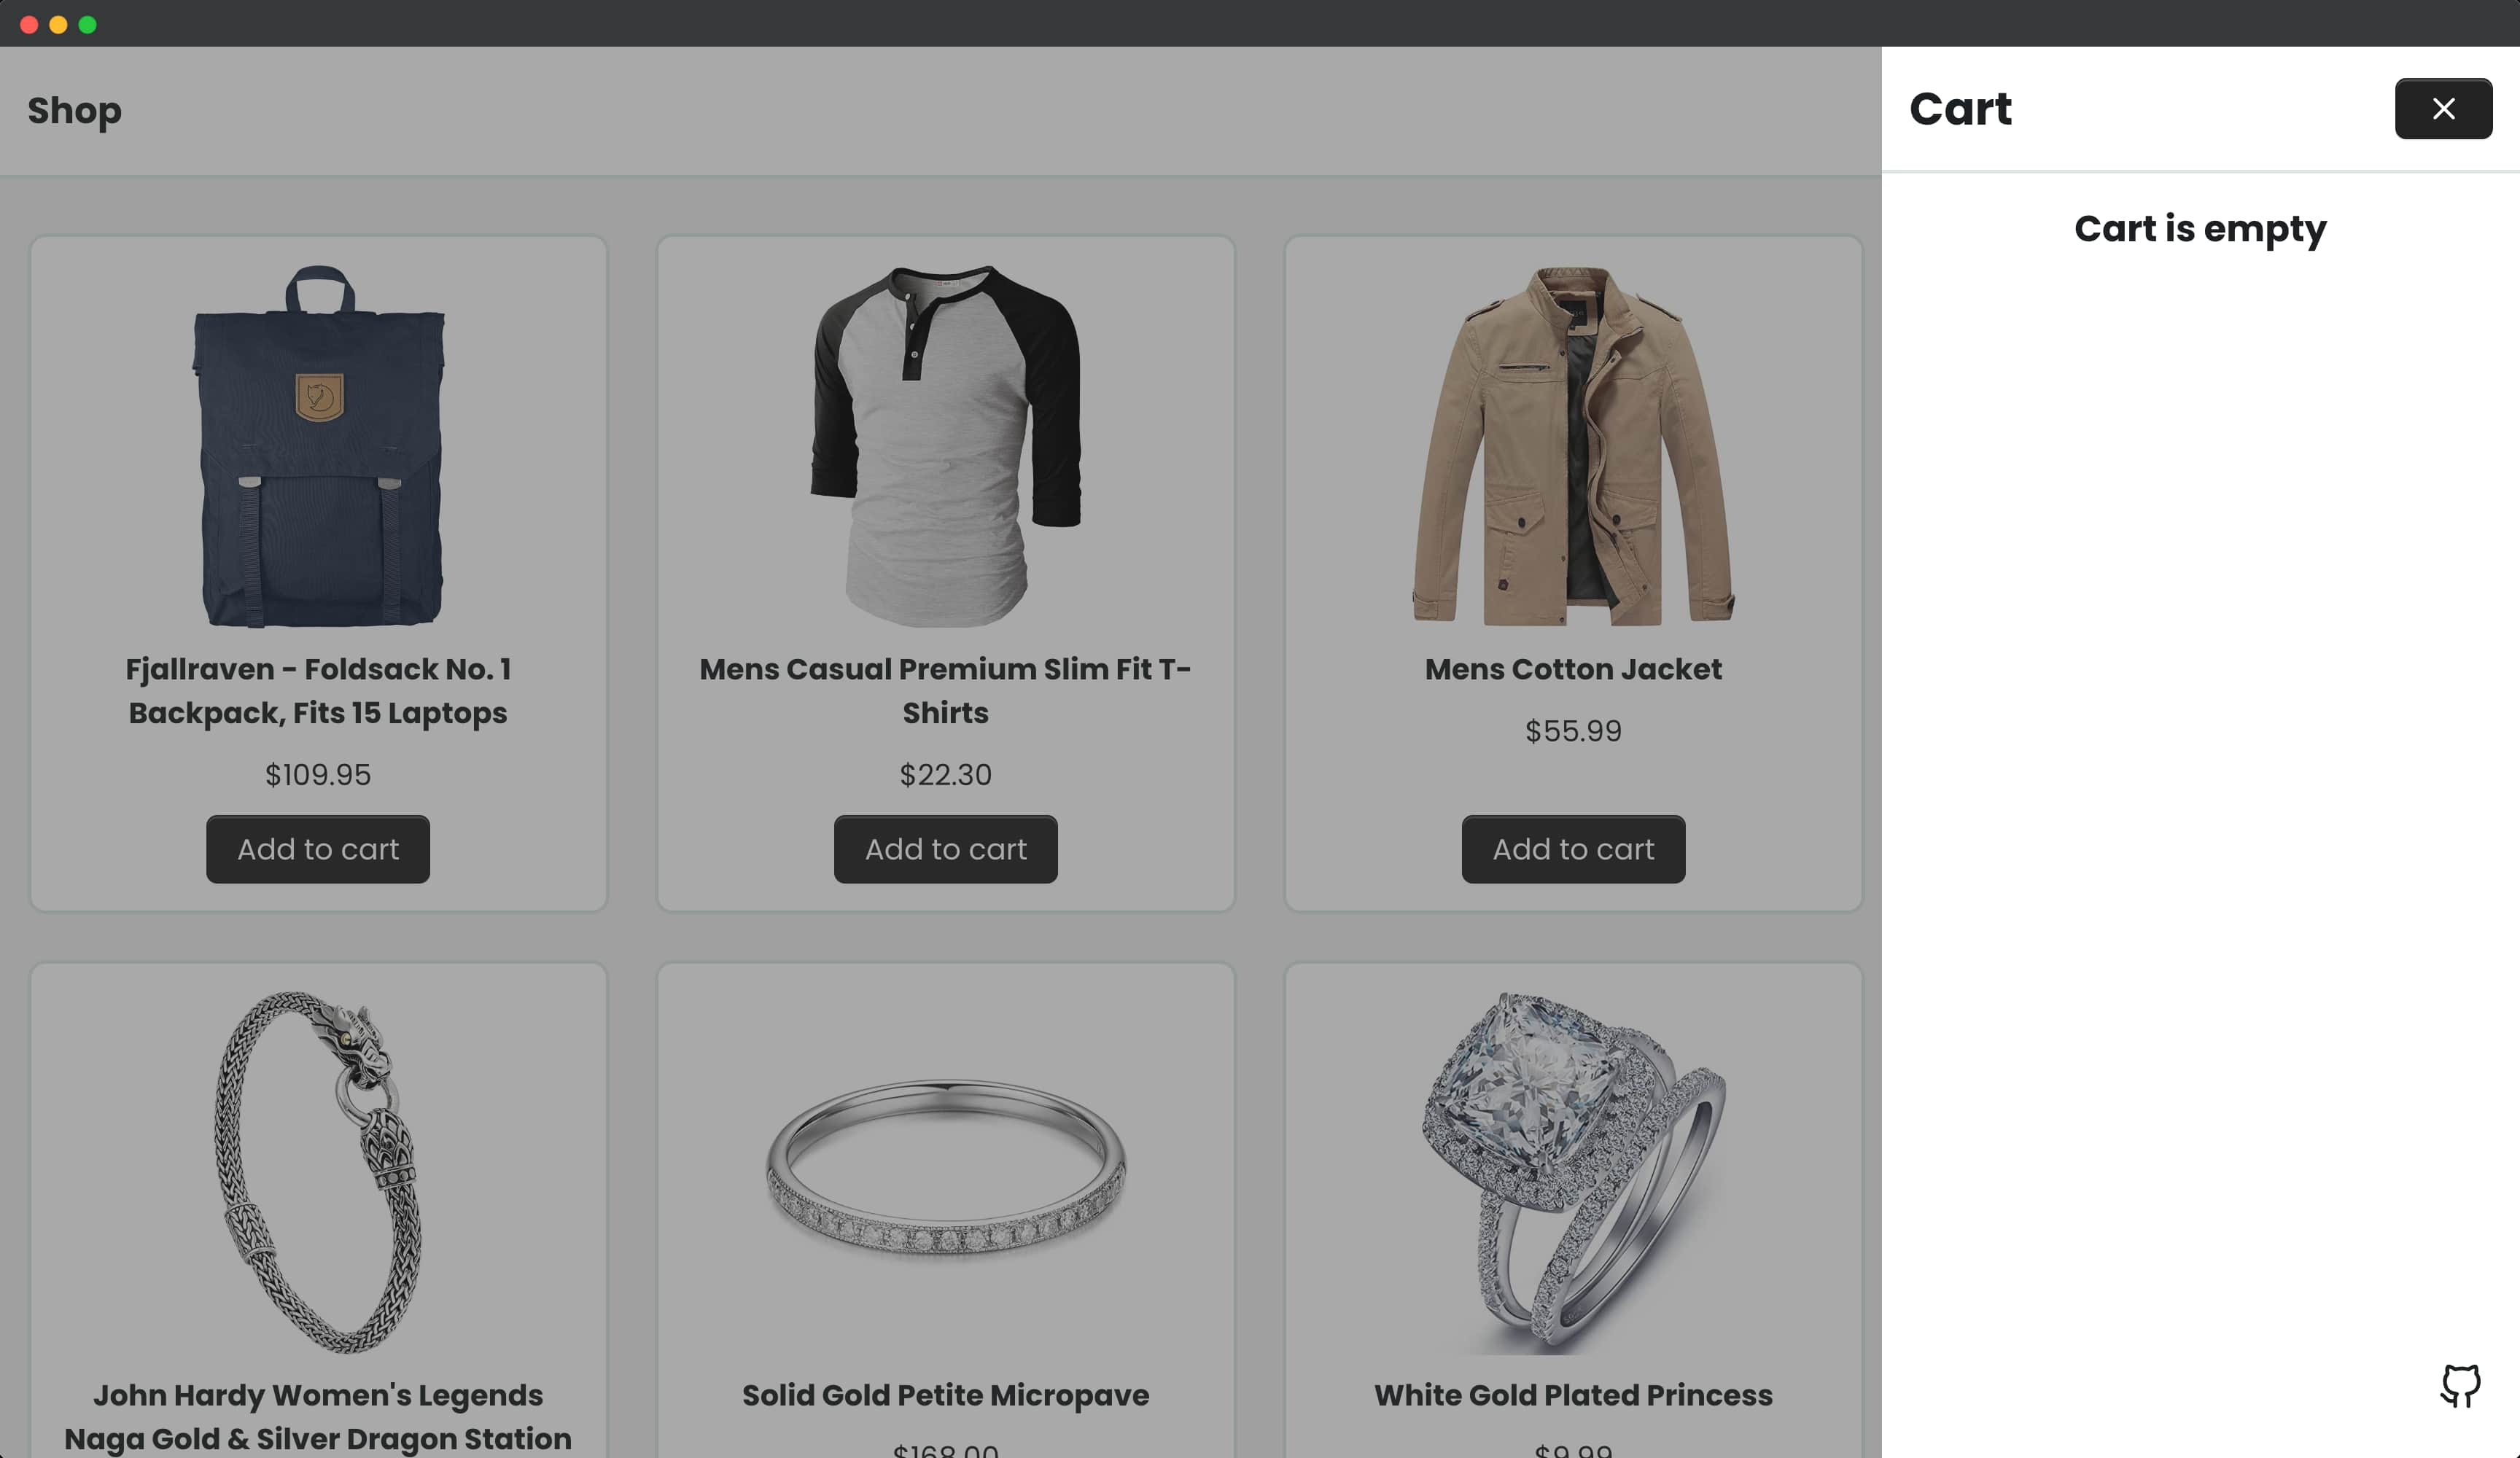 Shop
Cart
Cart is empty
Fjallraven - Foldsack No. 1
Backpack, Fits 15 Laptops
$109.95
Add to cart
Mens Casual Premium Slim Fit T-
Shirts
$22.30
Add to cart
Mens Cotton Jacket
$55.99
Add to cart
John Hardy Women's Legends
Naga Gold & Silver Dragon Station
Solid Gold Petite Micropave
$168.00
White Gold Plated Princess
$9.99